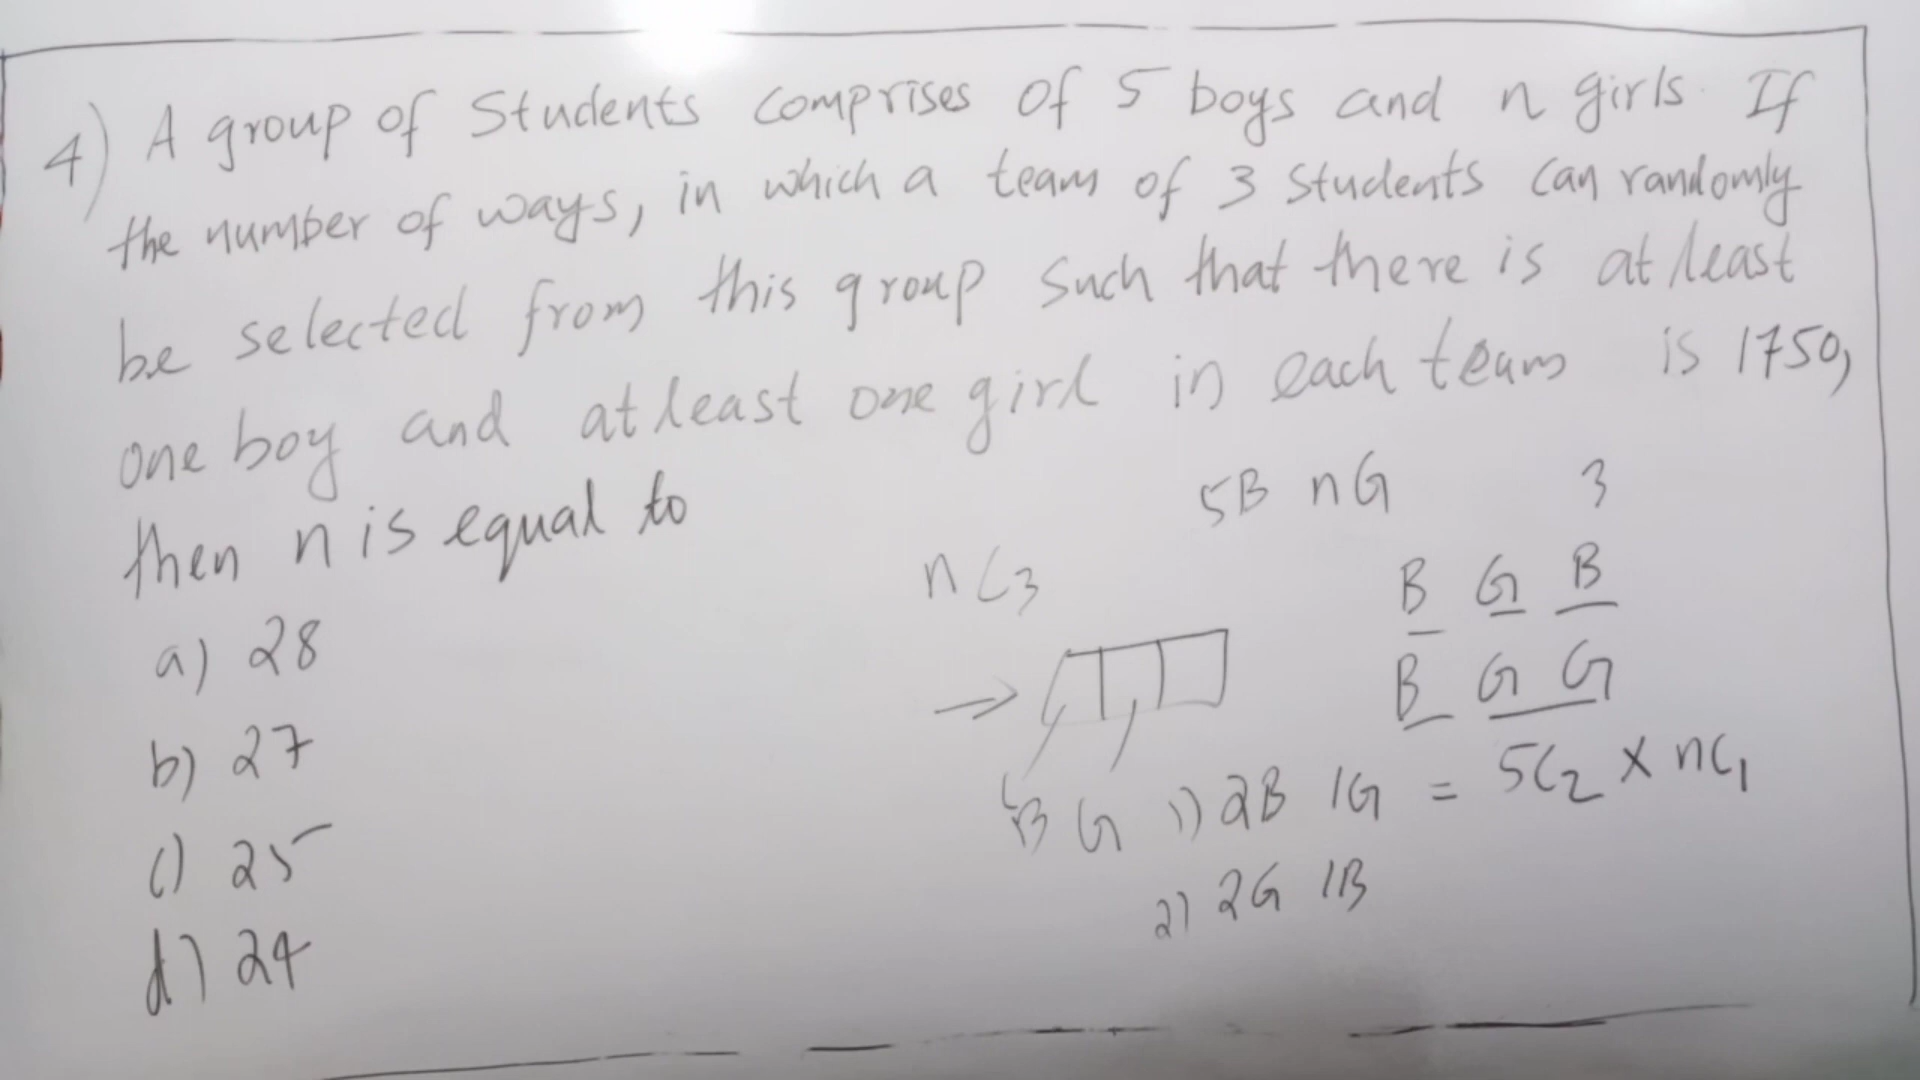 4) A group of Students comprises of 5 boys and n girls. If
the number of ways, in which a team of 3 students can randomly
be selected from this group such that there is at least
one boy and at least one girl in each team is 1750,
then n is equal to
5B nG 3
a) 28
b) 27
c) 25
d) 24
nC3
B G B
B G G
B G 1) 2B 1G = 5C2 x nC1
2) 2G 1B